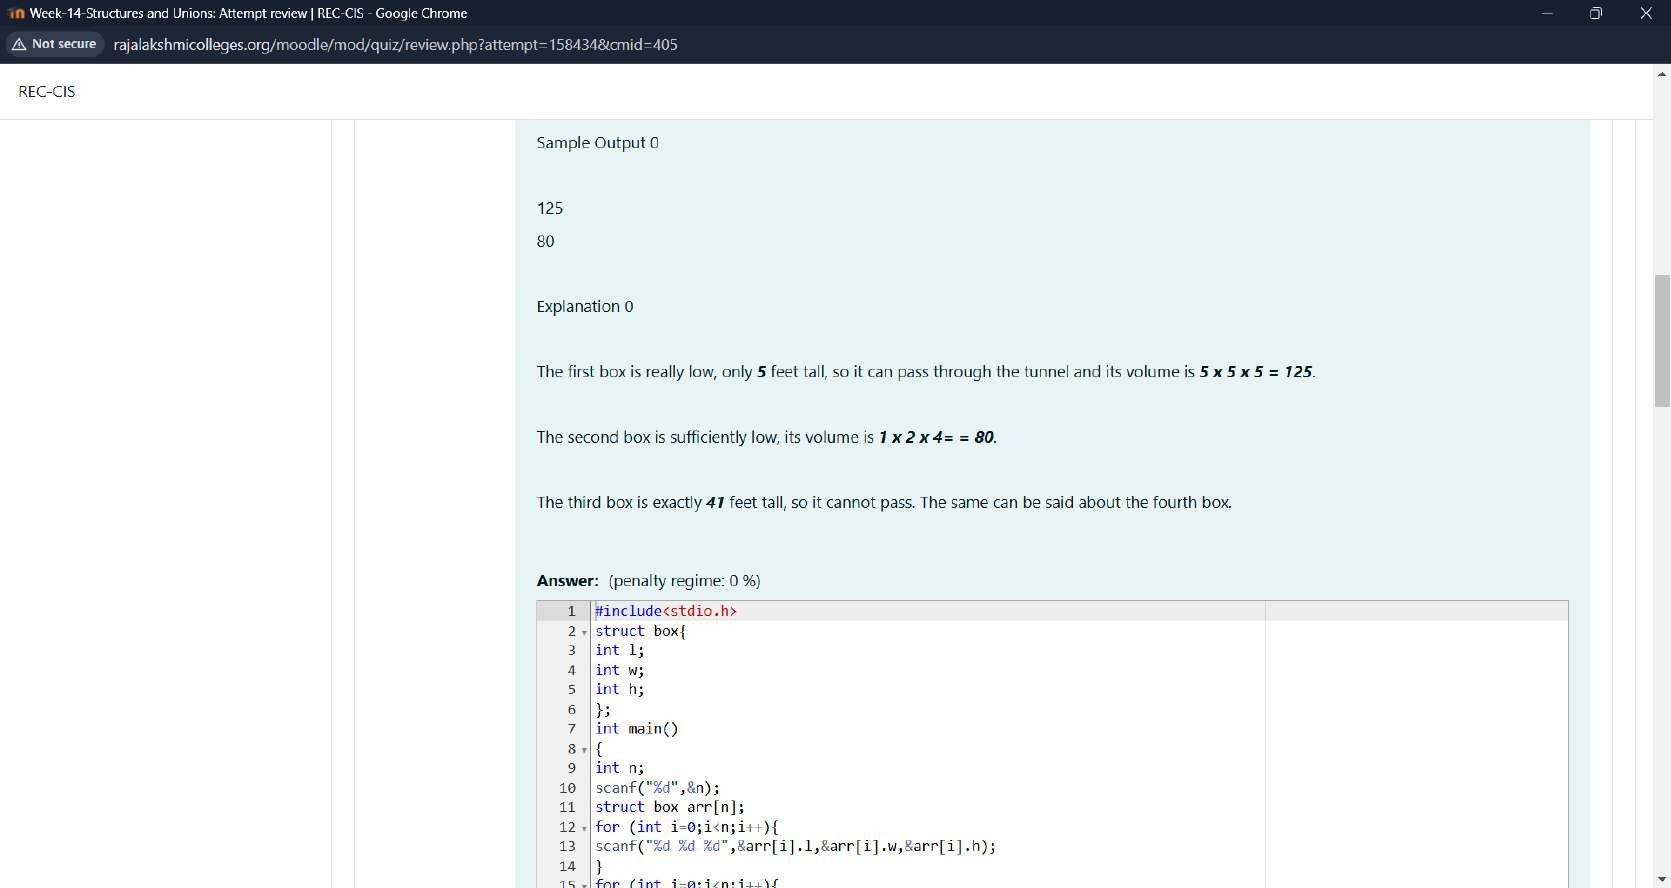 Week-14-Structures and Unions: Attempt review | REC-CIS - Google Chrome
Not secure rajalakshmicolleges.org/moodle/mod/quiz/review.php?attempt=158434&cmid=405
REC-CIS
Sample Output 0
125
80
Explanation 0
The first box is really low, only 5 feet tall, so it can pass through the tunnel and its volume is 5 x 5 x 5 = 125.
The second box is sufficiently low, its volume is 1 x 2 x 4= = 80.
The third box is exactly 41 feet tall, so it cannot pass. The same can be said about the fourth box.
Answer: (penalty regime: 0 %)
1 #include<stdio.h>
2 struct box{
3 int l;
4 int w;
5 int h;
6 };
7 int main()
8 {
9 int n;
10 scanf("%d",&n);
11 struct box arr[n];
12 for (int i=0;i<n;i++){
13 scanf("%d %d %d",&arr[i].l,&arr[i].w,&arr[i].h);
14 }
15 for (int i=0;i<n;i++){